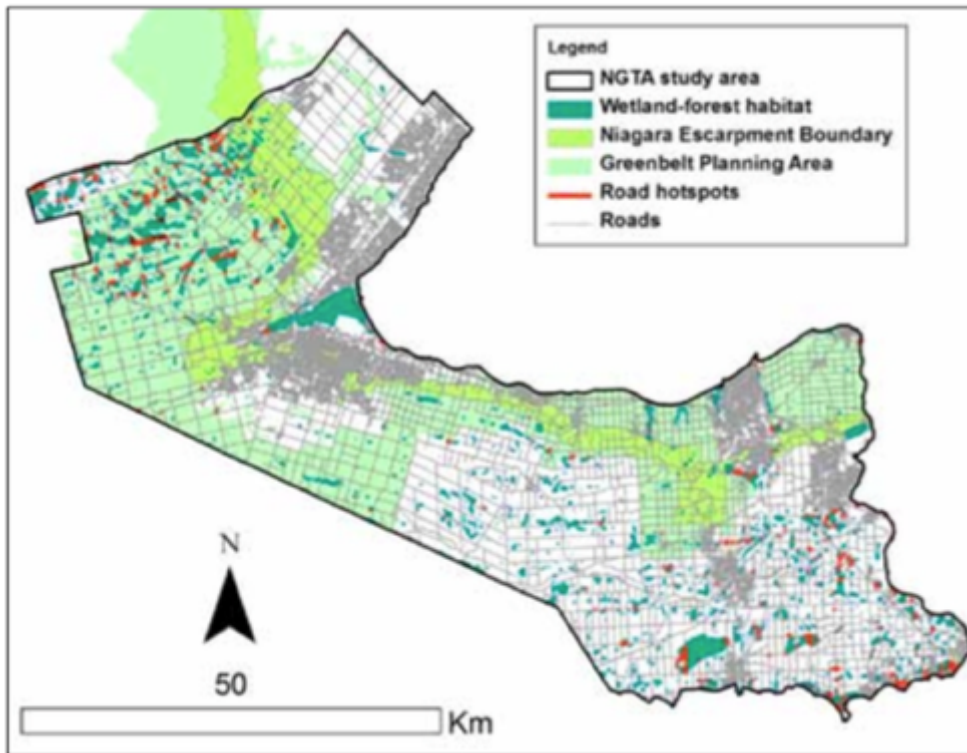 Legend
NGTA study area
Wetland-forest habitat
Niagara Escarpment Boundary
Greenbelt Planning Area
Road hotspots
Roads
N
50
Km